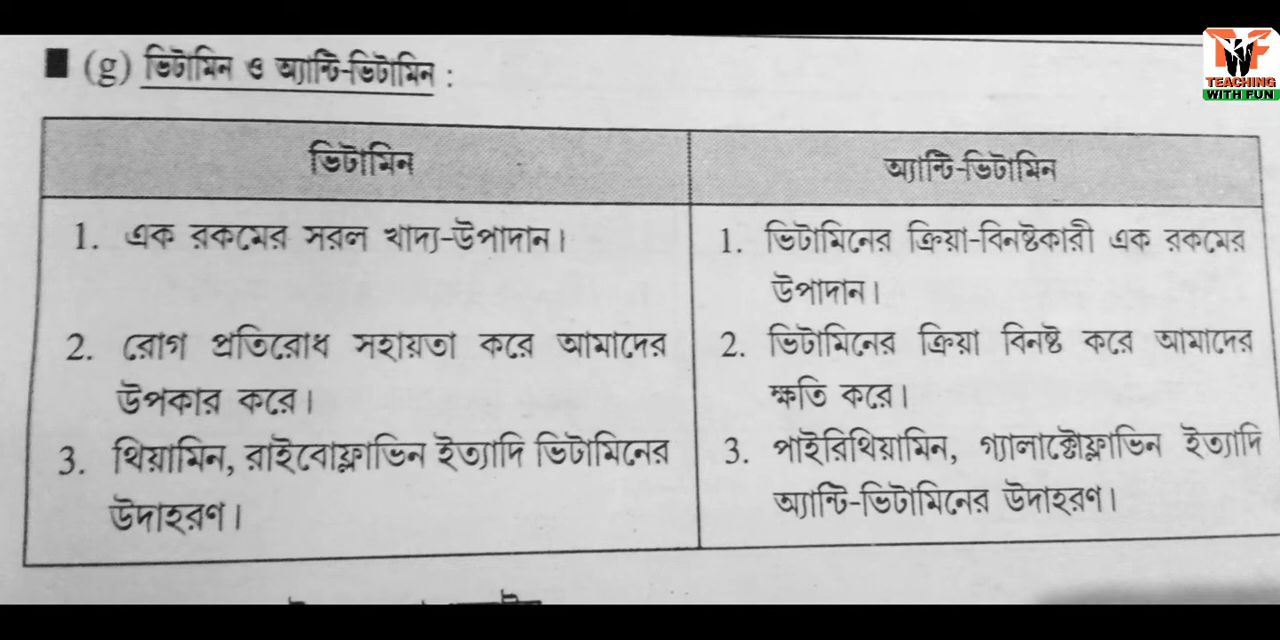 (g) ভিটামিন ও অ্যান্টি-ভিটামিন :
TF
TEACHING
WITH FUN
ভিটামিন
অ্যান্টি-ভিটামিন
1. এক রকমের সরল খাদ্য-উপাদান।
1. ভিটামিনের ক্রিয়া-বিনষ্টকারী এক রকমের
উপাদান।
2. রোগ প্রতিরোধ সহায়তা করে আমাদের
উপকার করে।
2. ভিটামিনের ক্রিয়া বিনষ্ট করে আমাদের
ক্ষতি করে।
3. থিয়ামিন, রাইবোফ্লাভিন ইত্যাদি ভিটামিনের
উদাহরণ।
3. পাইরিথিয়ামিন, গ্যালাক্টোফ্লাভিন ইত্যাদি
অ্যান্টি-ভিটামিনের উদাহরণ।